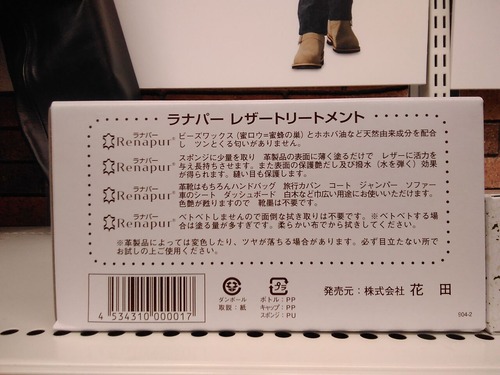 ラナパー レザートリートメント
ラナパー Renapur® ビーズワックス(蜜ロウ=蜜蜂の巣)とホホバ油など天然由来成分を配合
し ツンとくる匂いがありません。
ラナパー Renapur® スポンジに少量を取り 革製品の表面に薄く塗るだけで レザーに活力を
与え長持ちさせます。また表面の保護艶だし及び撥水(水を弾く)効果
が得られます。縫い目も保護します。
ラナパー Renapur® 革靴はもちろんハンドバッグ 旅行カバン コート ジャンパー ソファー
車のシート ダッシュボード 白木など巾広い用途にお使いいただけます。
色艶が甦りますので 靴墨は不要です。
ラナパー Renapur® ベトベトしませんので面倒な拭き取りは不要です。※ベトベトする場
合は塗る量が多すぎです。柔らかい布でから拭きしてください。
※革製品によっては変色したり、ツヤが落ちる場合があります。必ず目立たない所で
お試しの上ご使用ください。
4 534310 000017
ダンボール
取説：紙
プラ
ボトル：PP
キャップ：PP
スポンジ：PU
発売元：株式会社 花 田
904-2